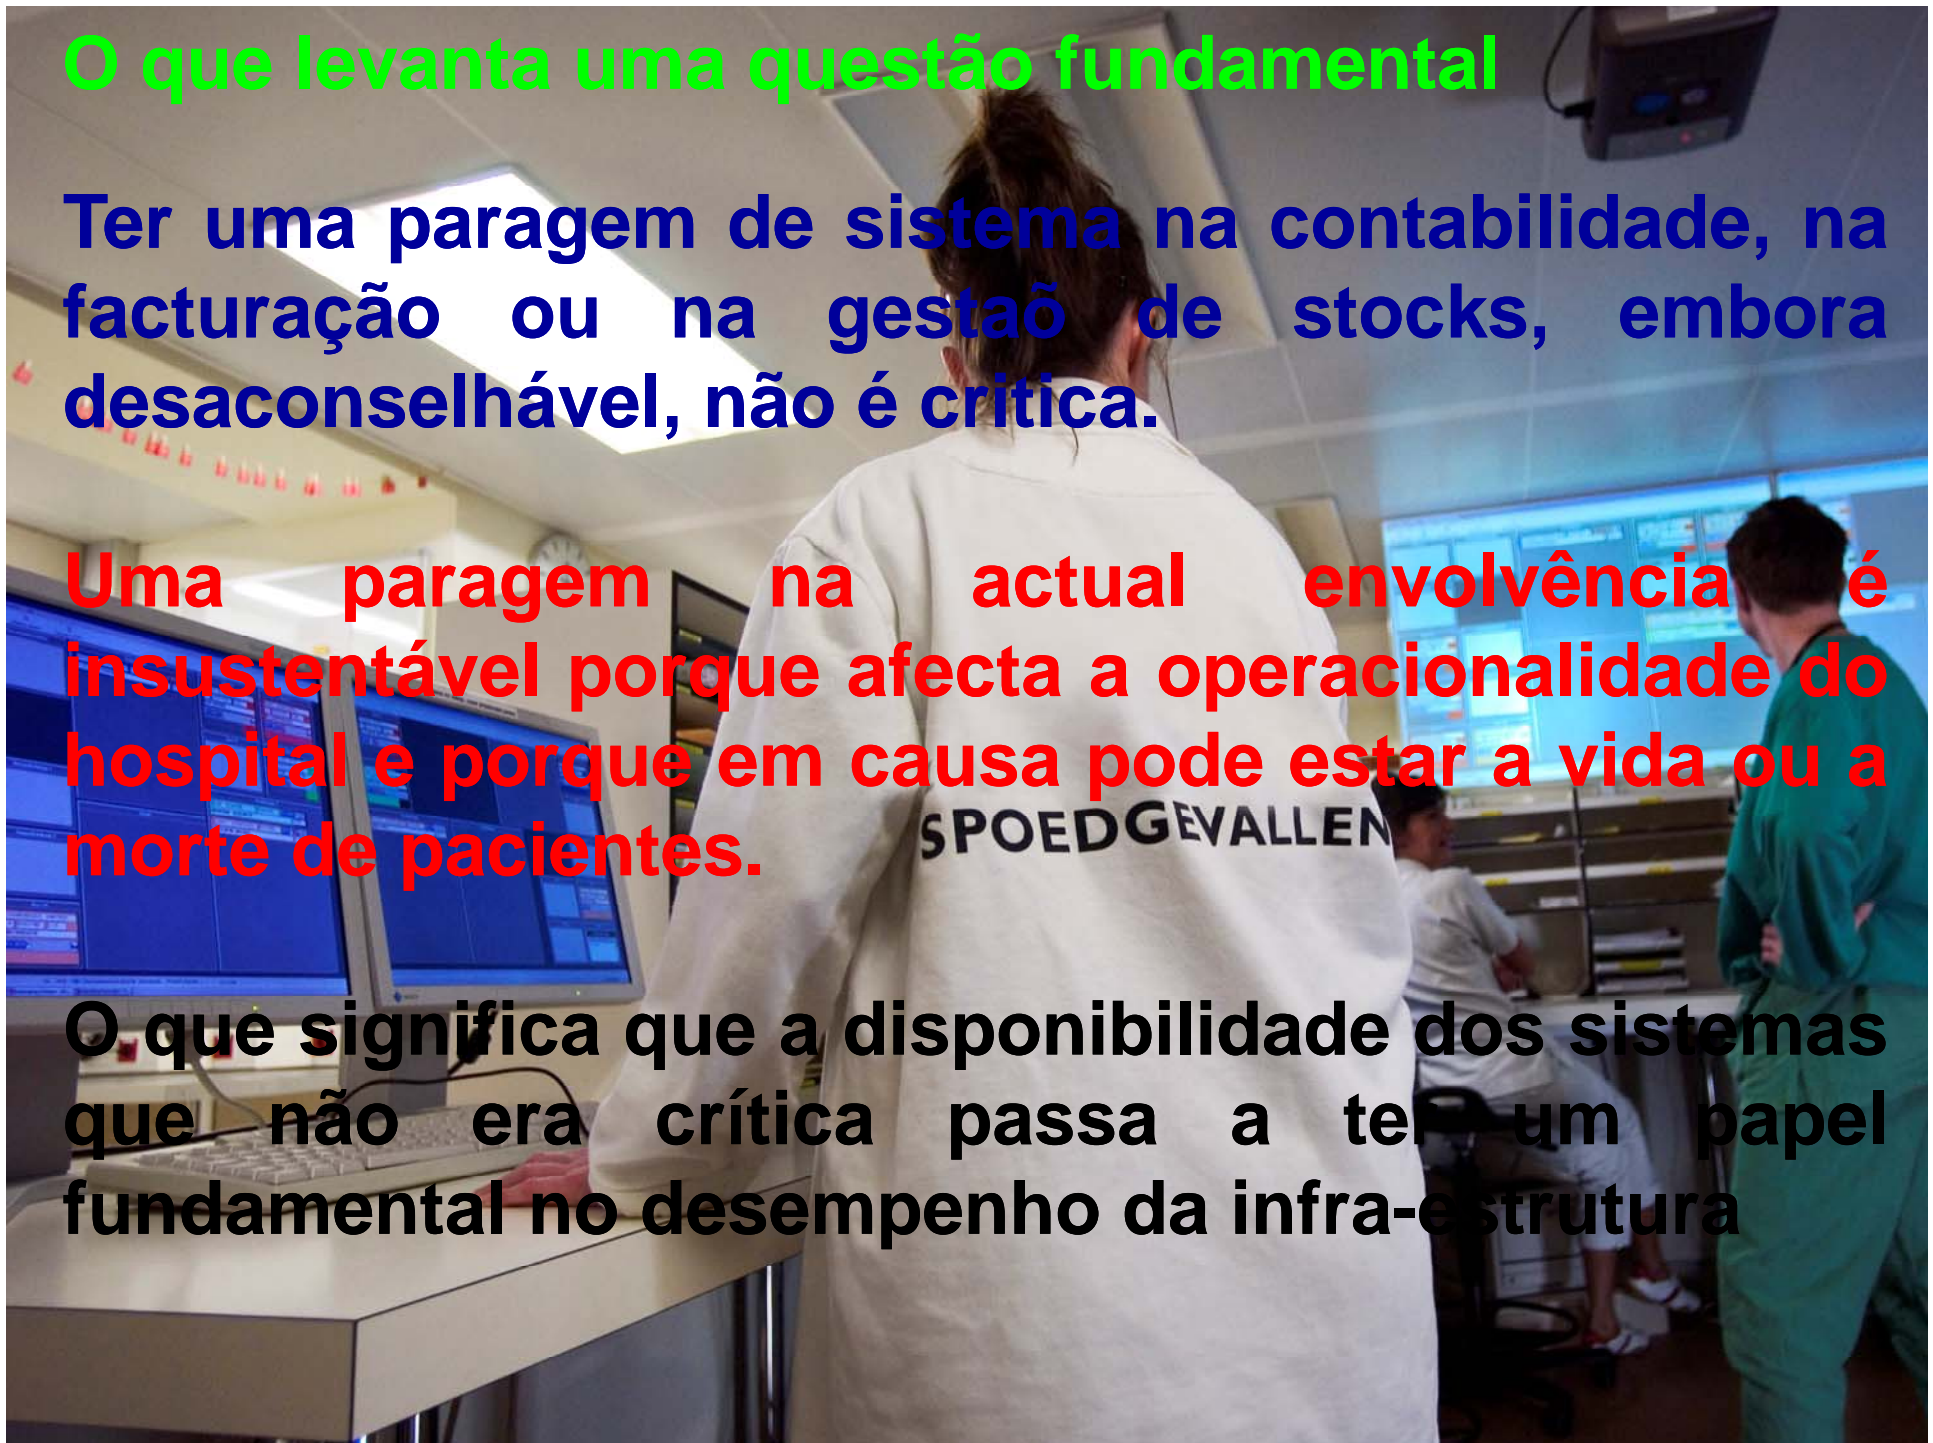 O que levanta uma questão fundamental
Ter uma paragem de sistema na contabilidade, na
facturação ou na gestaõ de stocks, embora
desaconselhável, não é critica.
Uma paragem na actual envolvência é
insustentável porque afecta a operacionalidade do
hospital e porque em causa pode estar a vida ou a
morte de pacientes.
SPOEDGEVALLEN
O que significa que a disponibilidade dos sistemas
que não era crítica passa a ter um papel
fundamental no desempenho da infra-estrutura